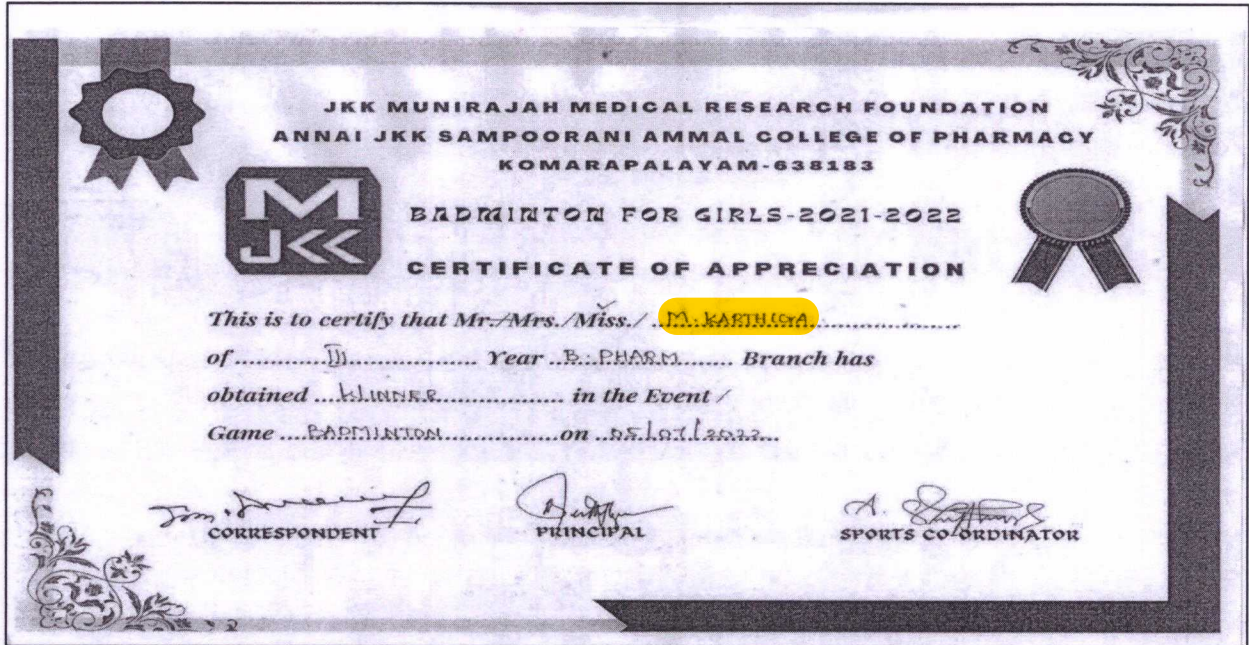 JKK MUNIRAJAH MEDICAL RESEARCH FOUNDATION
ANNAI JKK SAMPOORANI AMMAL COLLEGE OF PHARMACY
KOMARAPALAYAM-638183
M
JKK
BADMINTON FOR GIRLS-2021-2022
CERTIFICATE OF APPRECIATION
This is to certify that Mr./Mrs./Miss./ M. KARTHIGA
of III Year B. PHARM Branch has
obtained WINNER in the Event /
Game BADMINTON on 05/07/2022
CORRESPONDENT PRINCIPAL SPORTS CO-ORDINATOR